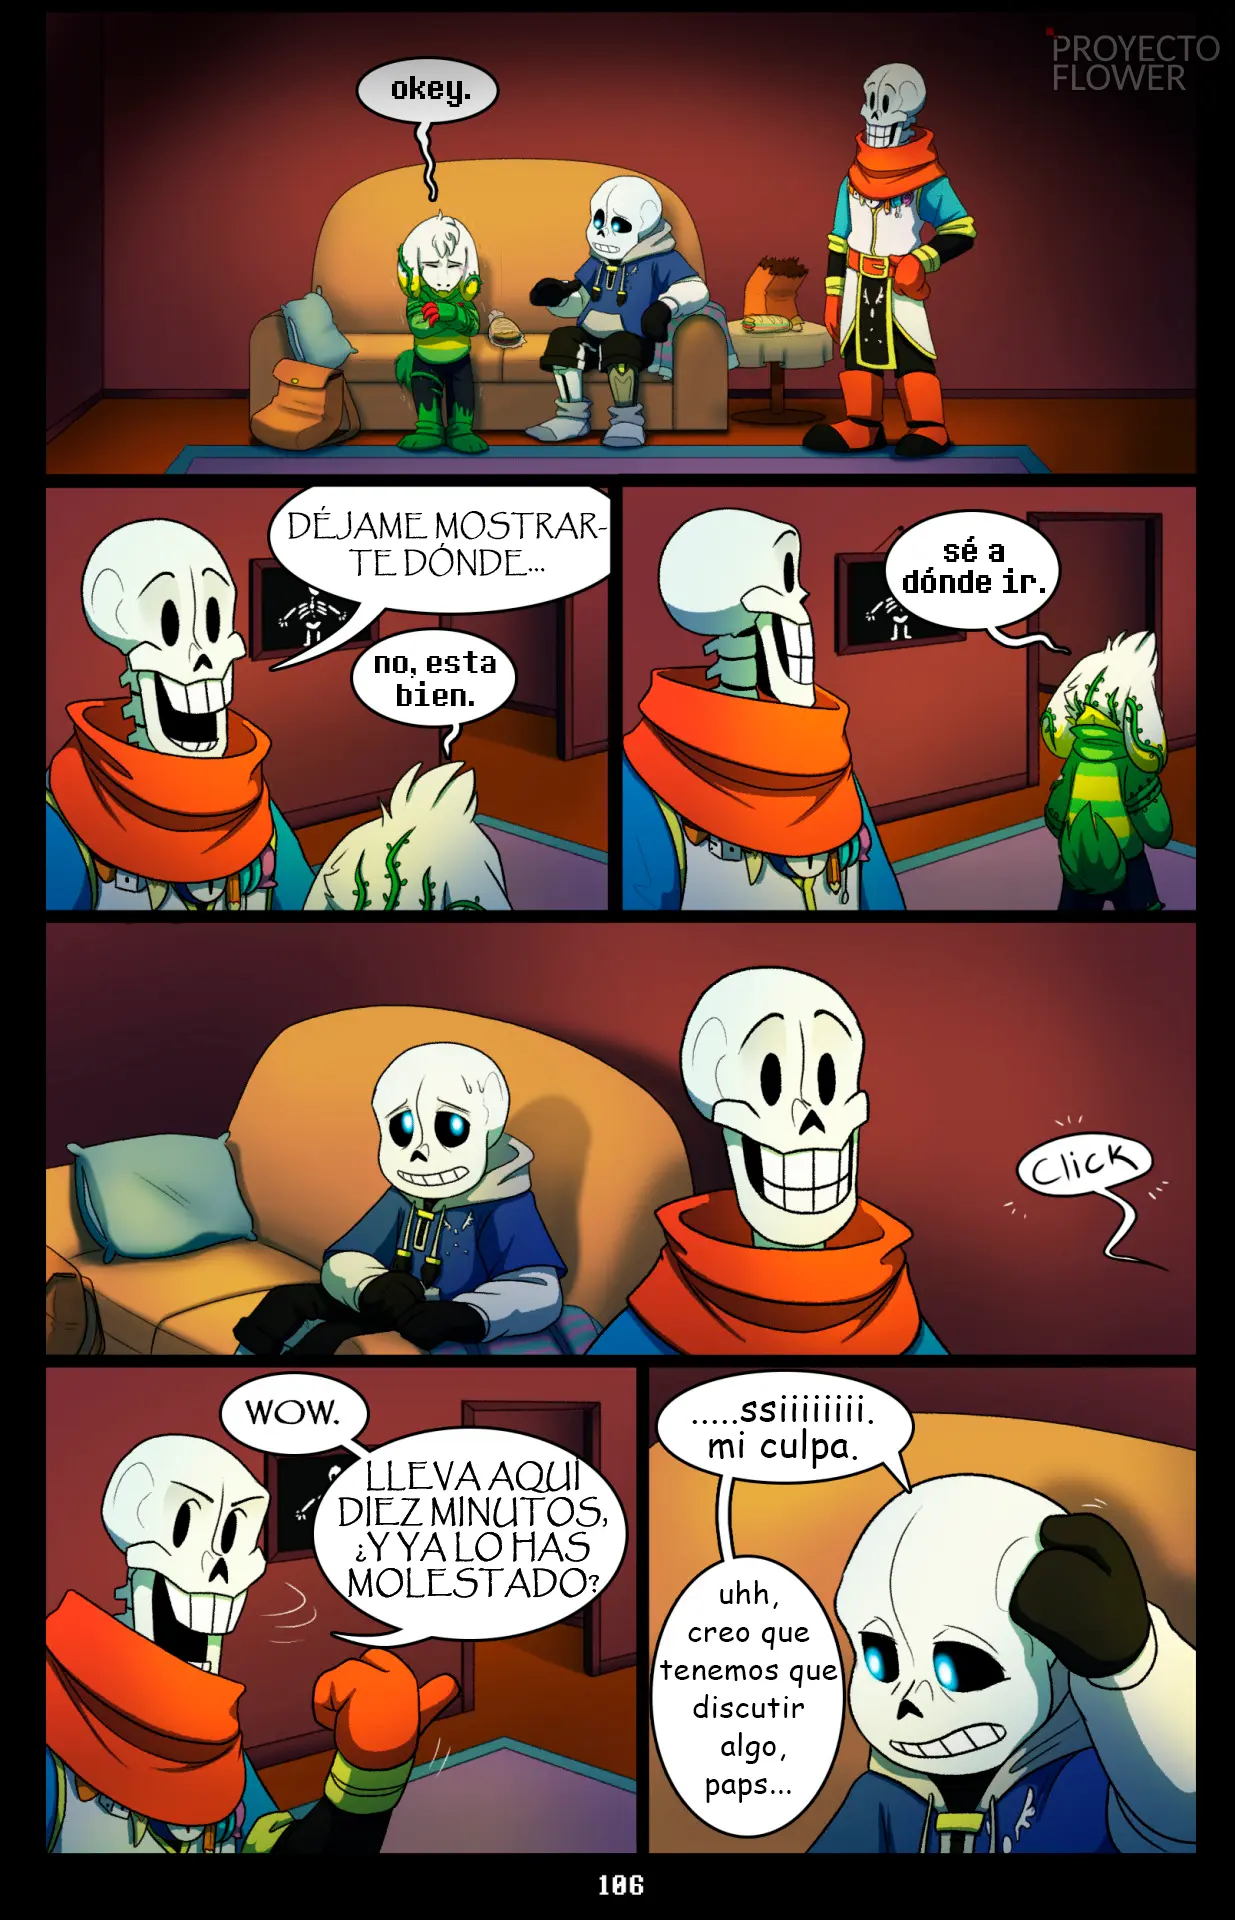 PROYECTO
FLOWER
okey.
DÉJAME MOSTRAR-
TE DÓNDE...
no, esta
bien.
sé a
dónde ir.
Click
WOW.
LLEVA AQUÍ
DIEZ MINUTOS,
¿Y YA LO HAS
MOLESTADO?
.....ssiiiiiiii.
mi culpa.
uhh,
creo que
tenemos que
discutir
algo,
paps...
106